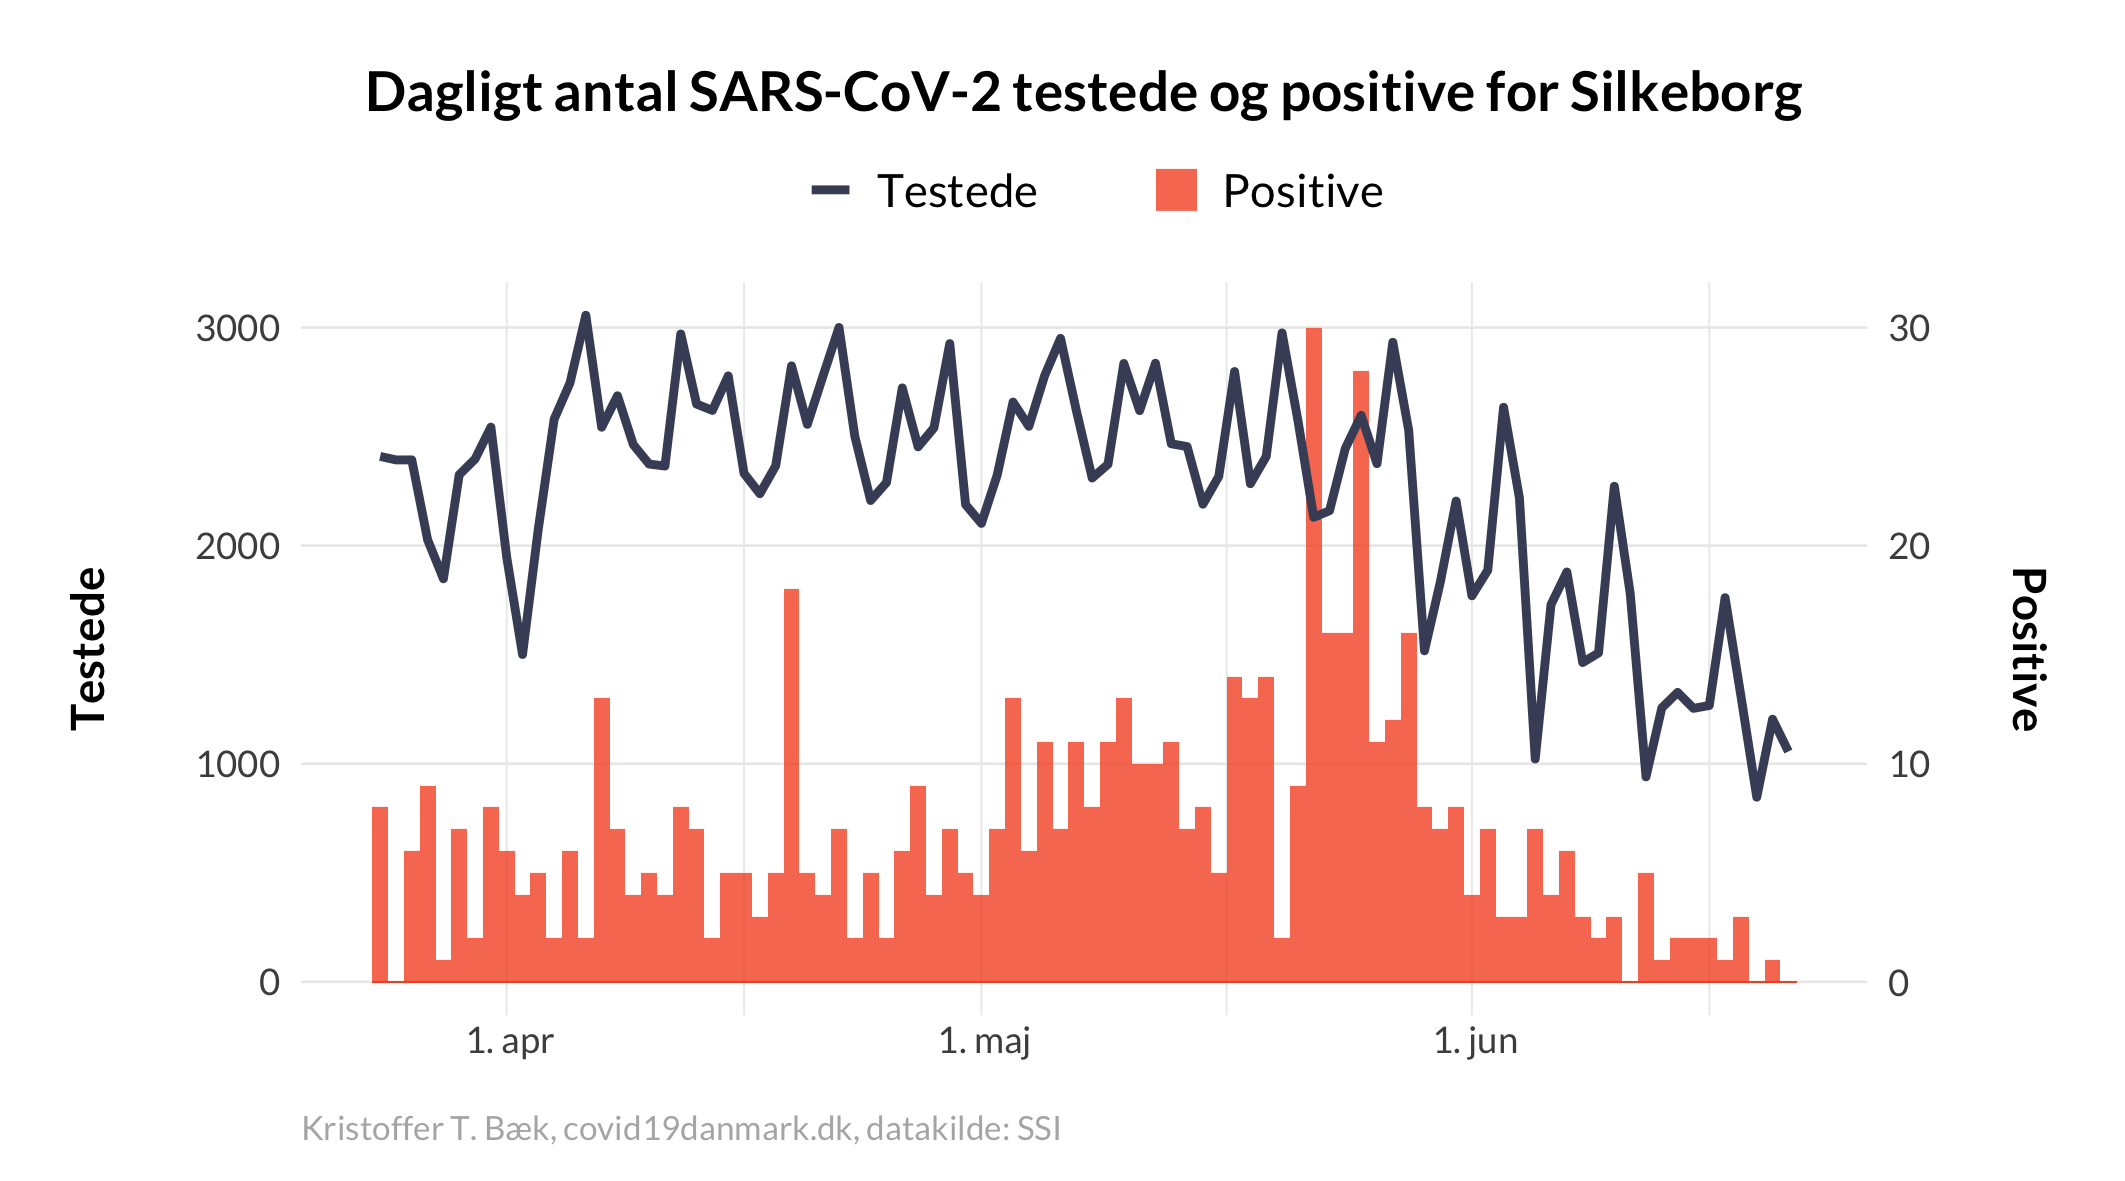 Dagligt antal SARS-CoV-2 testede og positive for Silkeborg
Testede
Positive
3000
2000
1000
0
Testede
30
20
10
0
Positive
1. apr
1. maj
1. jun
Kristoffer T. Bæk, covid19danmark.dk, datakilde: SSI